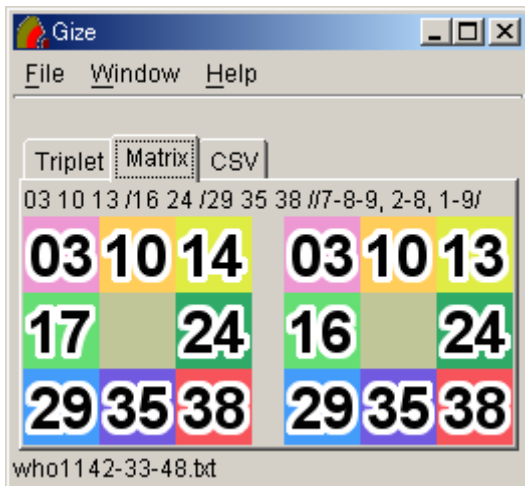 Gize
File Window Help
Triplet Matrix CSV
03 10 13 /16 24 /29 35 38 //7-8-9, 2-8, 1-9/
03 10 14 03 10 13
17 24 16 24
29 35 38 29 35 38
who1142-33-48.txt